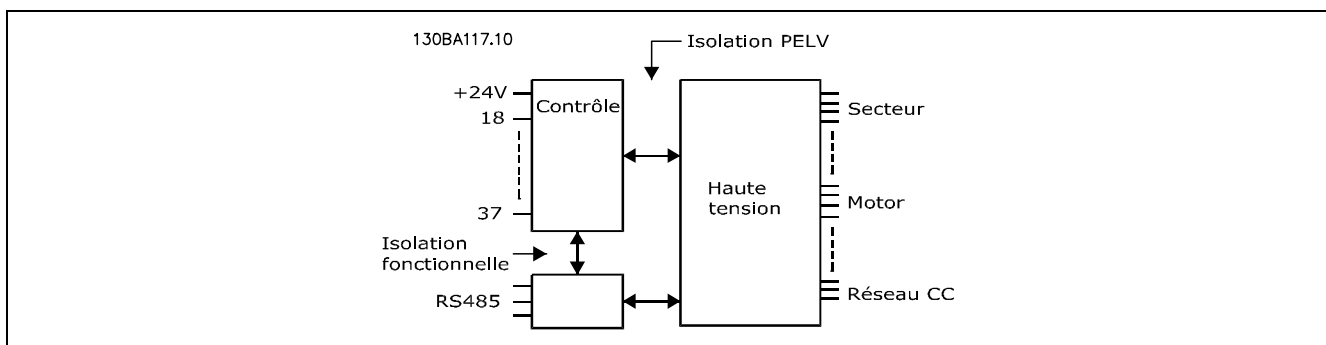 130BA117.10
Isolation PELV
+24V
Contrôle
18
37
Isolation
fonctionnelle
RS485
Haute
tension
Secteur
Motor
Réseau CC